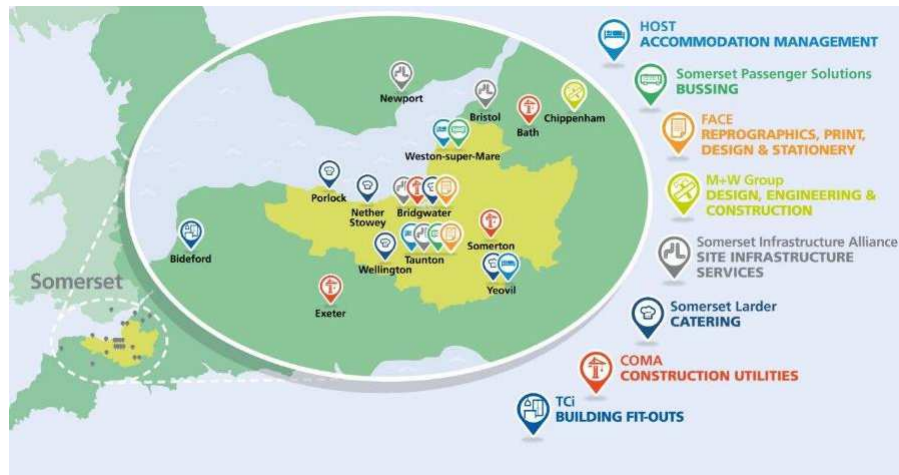 Somerset
Newport
Bristol
Bath
Chippenham
Weston-super-Mare
Porlock
Nether
Stowey
Bridgwater
Bideford
Wellington
Taunton
Somerton
Yeovil
Exeter
HOST
ACCOMMODATION MANAGEMENT
Somerset Passenger Solutions
BUSSING
FACE
REPROGRAPHICS, PRINT,
DESIGN & STATIONERY
M+W Group
DESIGN, ENGINEERING &
CONSTRUCTION
Somerset Infrastructure Alliance
SITE INFRASTRUCTURE
SERVICES
Somerset Larder
CATERING
COMA
CONSTRUCTION UTILITIES
TCi
BUILDING FIT-OUTS